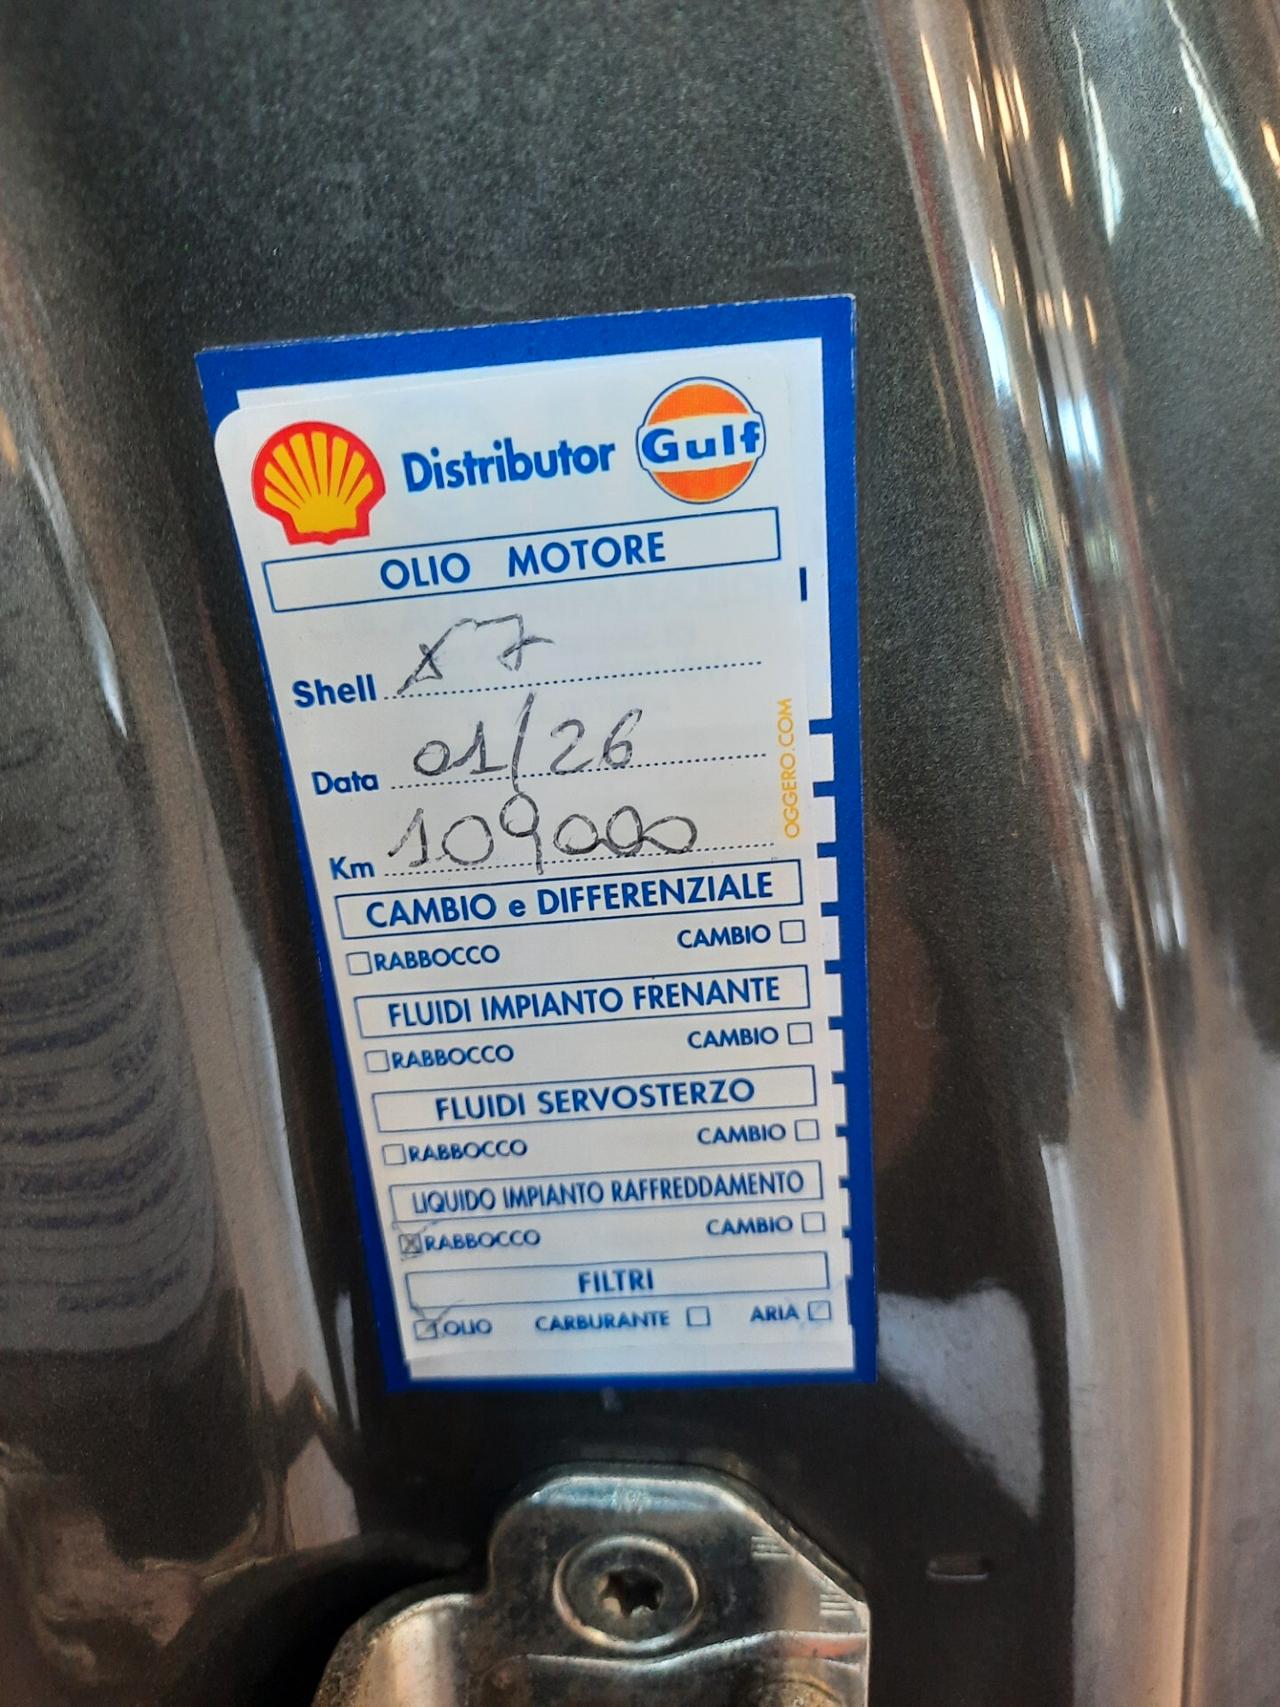 Distributor Gulf
OLIO MOTORE
Shell X7
Data 01/26
Km 109000
OGGERO.COM
CAMBIO e DIFFERENZIALE
RABBOCCO CAMBIO
FLUIDI IMPIANTO FRENANTE
RABBOCCO CAMBIO
FLUIDI SERVOSTERZO
RABBOCCO CAMBIO
LIQUIDO IMPIANTO RAFFREDDAMENTO
RABBOCCO CAMBIO
FILTRI
OLIO CARBURANTE ARIA